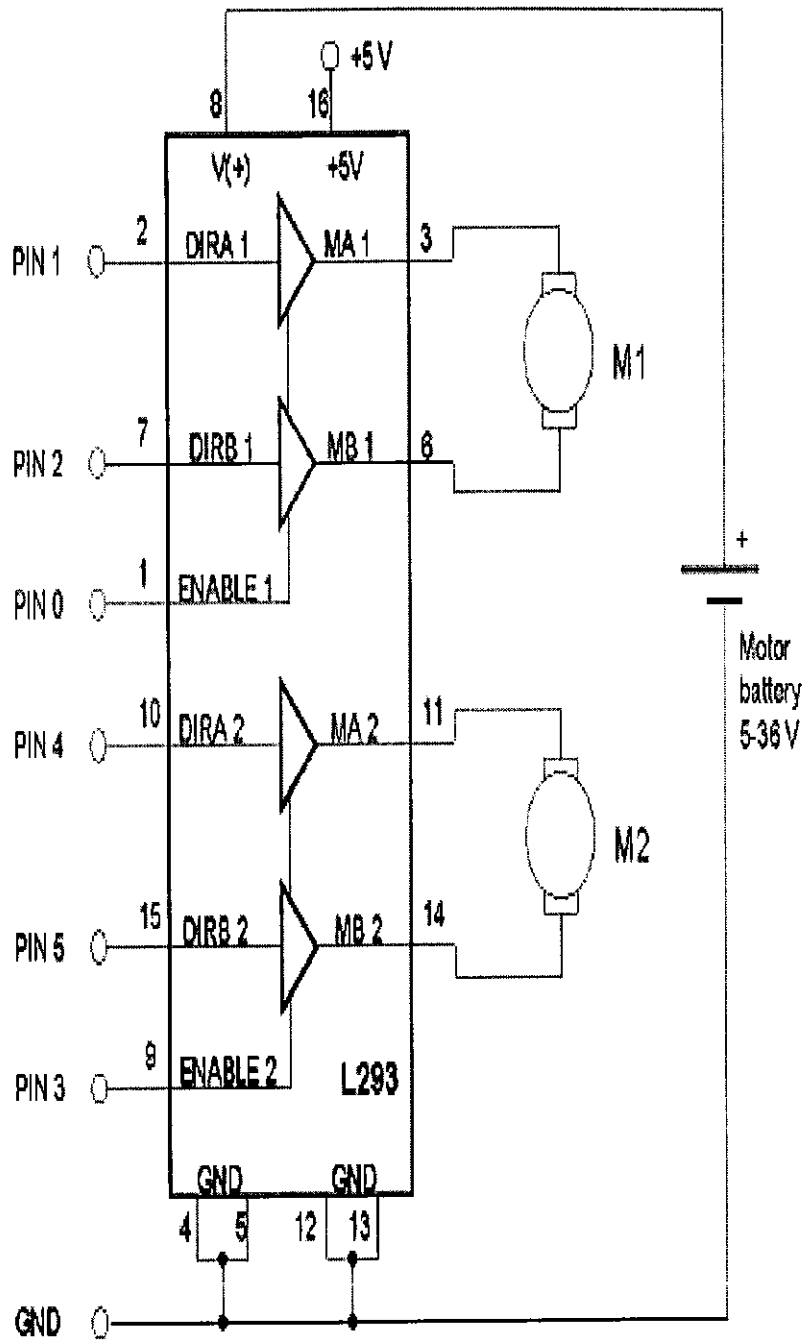 +5 V
8 16
V(+) +5V
PIN 1 2 DIRA 1 MA 1 3
M1
PIN 2 7 DIRB 1 MB 1 6
PIN 0 1 ENABLE 1
+
Motor
battery
5-36 V
PIN 4 10 DIRA 2 MA 2 11
M2
PIN 5 15 DIRB 2 MB 2 14
PIN 3 9 ENABLE 2 L293
GND GND
4 5 12 13
GND